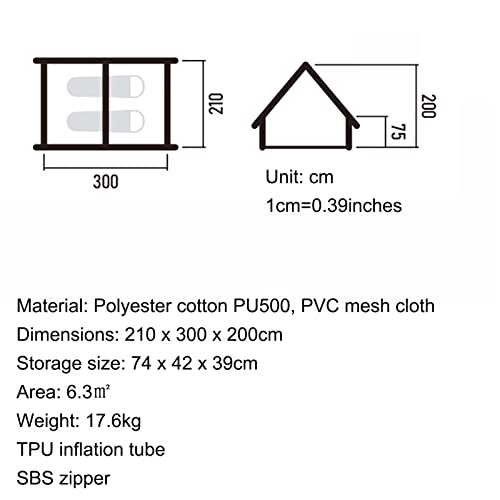 210
300
200
75
Unit: cm
1cm=0.39inches
Material: Polyester cotton PU500, PVC mesh cloth
Dimensions: 210 x 300 x 200cm
Storage size: 74 x 42 x 39cm
Area: 6.3㎡
Weight: 17.6kg
TPU inflation tube
SBS zipper